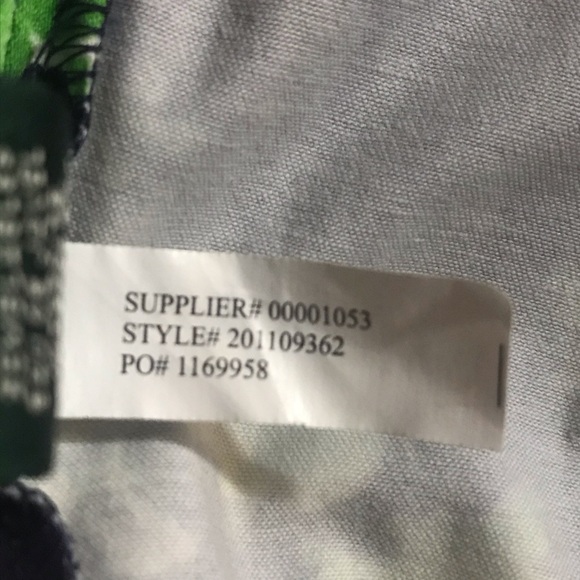 SUPPLIER# 00001053
STYLE# 201109362
PO# 1169958